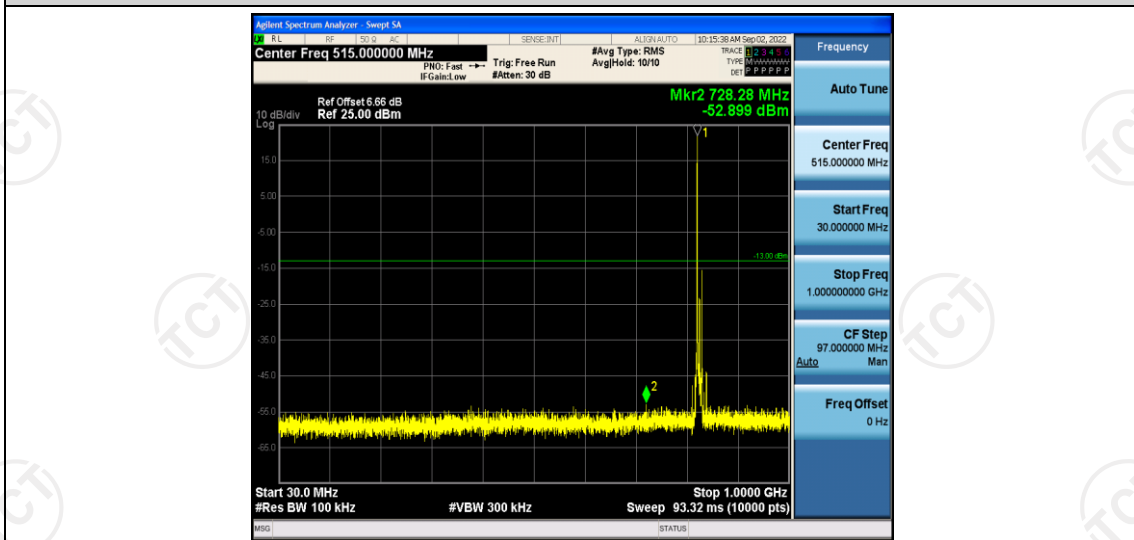 Agilent Spectrum Analyzer - Swept SA
RL RF 50 Ω AC SENSE:INT ALIGN AUTO 10:15:38 AM Sep 02, 2022
Center Freq 515.000000 MHz
#Avg Type: RMS
TRACE 1 2 3 4 5 6
PNO: Fast
Trig: Free Run
Avg|Hold: 10/10
TYPE M
IFGain:Low
#Atten: 30 dB
DET P P P P P P
Frequency
Auto Tune
Mkr2 728.28 MHz
-52.899 dBm
Ref Offset 6.66 dB
10 dB/div Ref 25.00 dBm
Log
1
15.0
5.00
-5.00
-13.00 dBm
-15.0
-25.0
-35.0
-45.0
2
-55.0
-65.0
Center Freq
515.000000 MHz
Start Freq
30.000000 MHz
Stop Freq
1.000000000 GHz
CF Step
97.000000 MHz
Auto Man
Freq Offset
0 Hz
Start 30.0 MHz Stop 1.0000 GHz
#Res BW 100 kHz #VBW 300 kHz Sweep 93.32 ms (10000 pts)
MSG STATUS
TCT
TCT
TCT
TCT